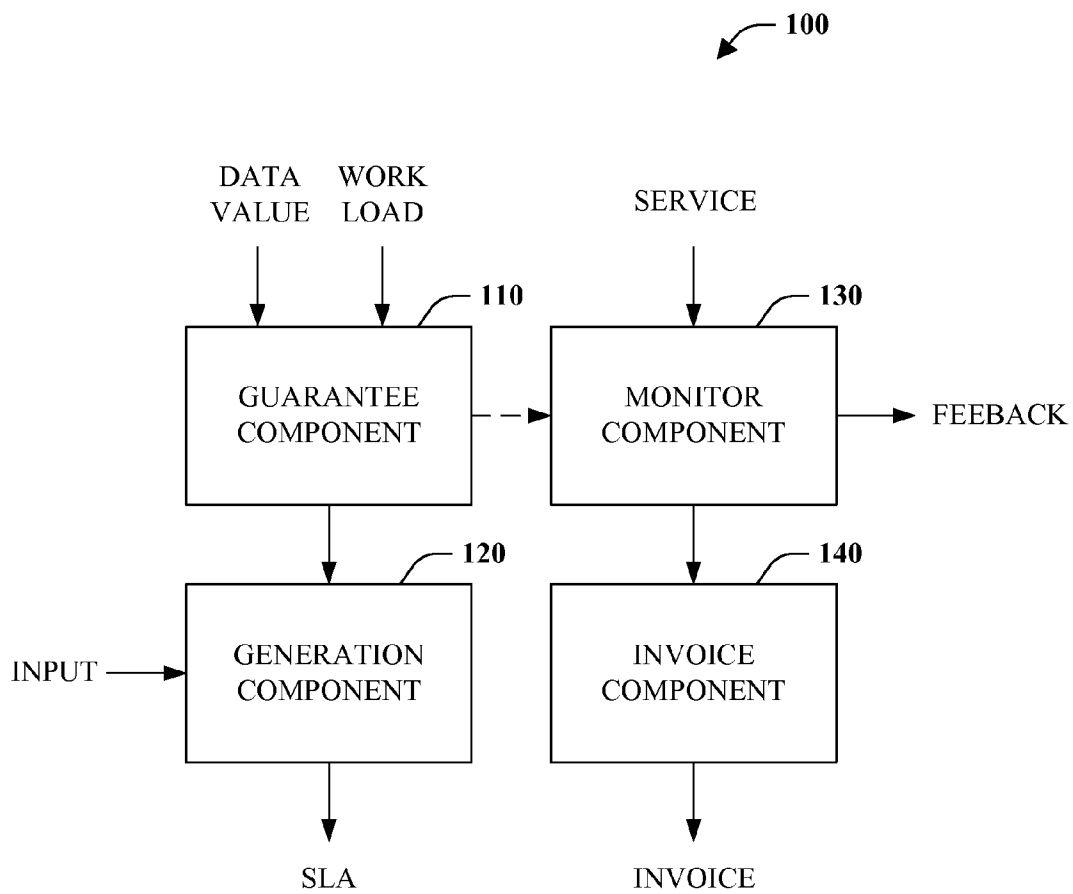 100
DATA
VALUE
WORK
LOAD
SERVICE
110
130
GUARANTEE
COMPONENT
MONITOR
COMPONENT
FEEBACK
120
140
INPUT
GENERATION
COMPONENT
INVOICE
COMPONENT
SLA
INVOICE